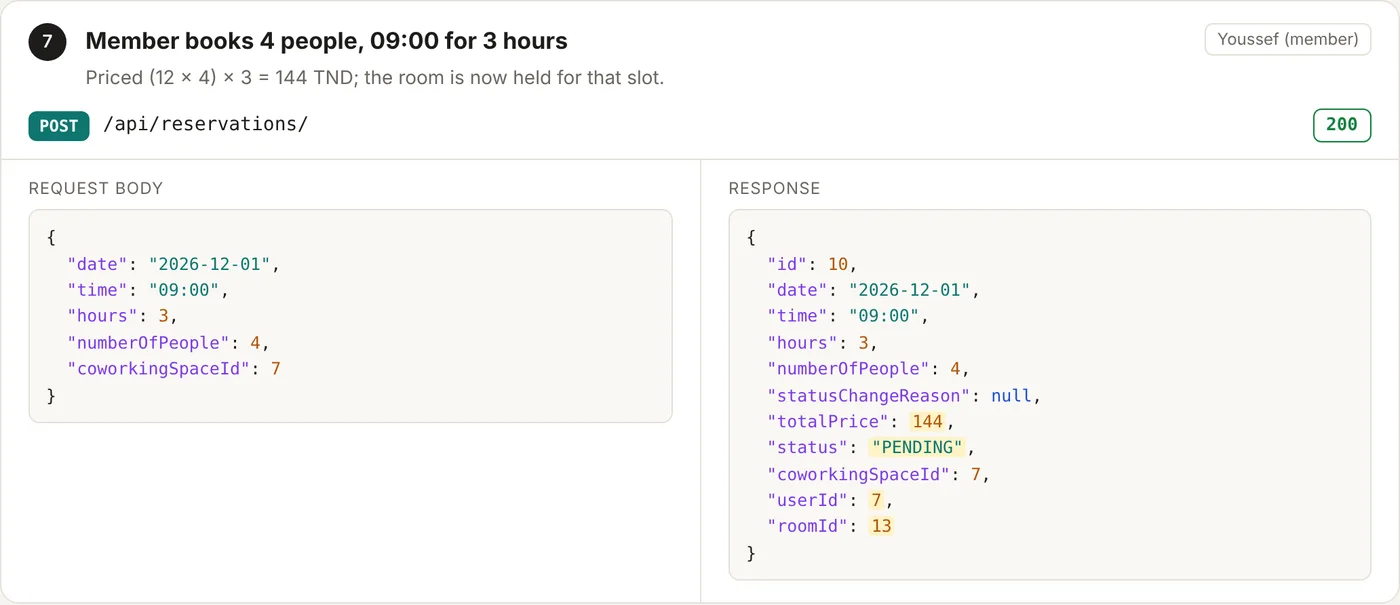 7 Member books 4 people, 09:00 for 3 hours Youssef (member)
Priced (12 × 4) × 3 = 144 TND; the room is now held for that slot.
POST /api/reservations/ 200
REQUEST BODY
{
"date": "2026-12-01",
"time": "09:00",
"hours": 3,
"numberOfPeople": 4,
"coworkingSpaceId": 7
}
RESPONSE
{
"id": 10,
"date": "2026-12-01",
"time": "09:00",
"hours": 3,
"numberOfPeople": 4,
"statusChangeReason": null,
"totalPrice": 144,
"status": "PENDING",
"coworkingSpaceId": 7,
"userId": 7,
"roomId": 13
}